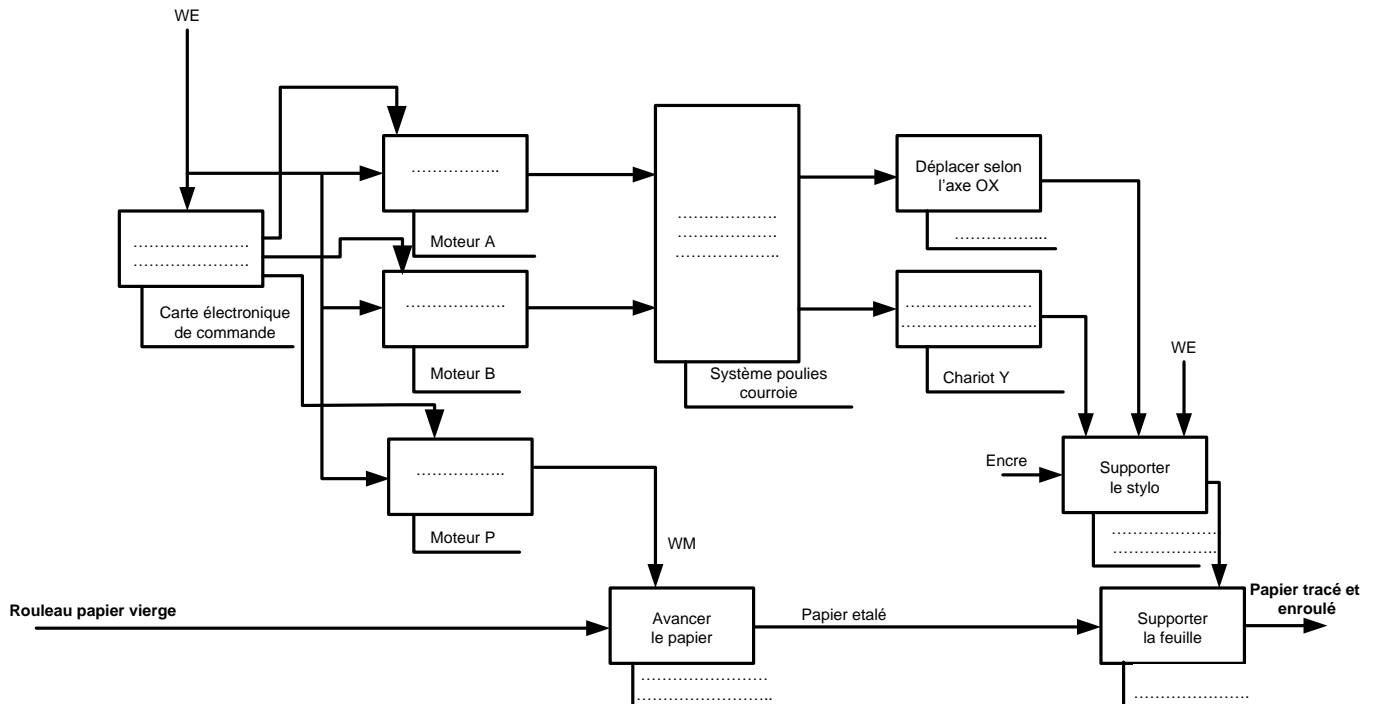 WE
Déplacer selon
l'axe OX
Moteur A
Carte électronique
de commande
Moteur B
Système poulies
courroie
Chariot Y
WE
Encre
Supporter
le stylo
Moteur P
WM
Rouleau papier vierge
Avancer
le papier
Papier etalé
Supporter
la feuille
Papier tracé et
enroulé